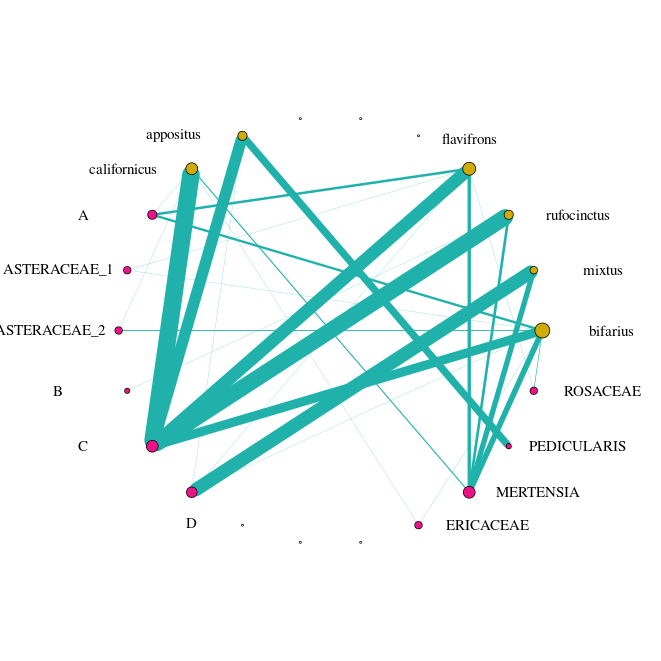 appositus
flavifrons
californicus
A
rufocinctus
ASTERACEAE_1
mixtus
ASTERACEAE_2
bifarius
B
ROSACEAE
C
PEDICULARIS
MERTENSIA
D
ERICACEAE